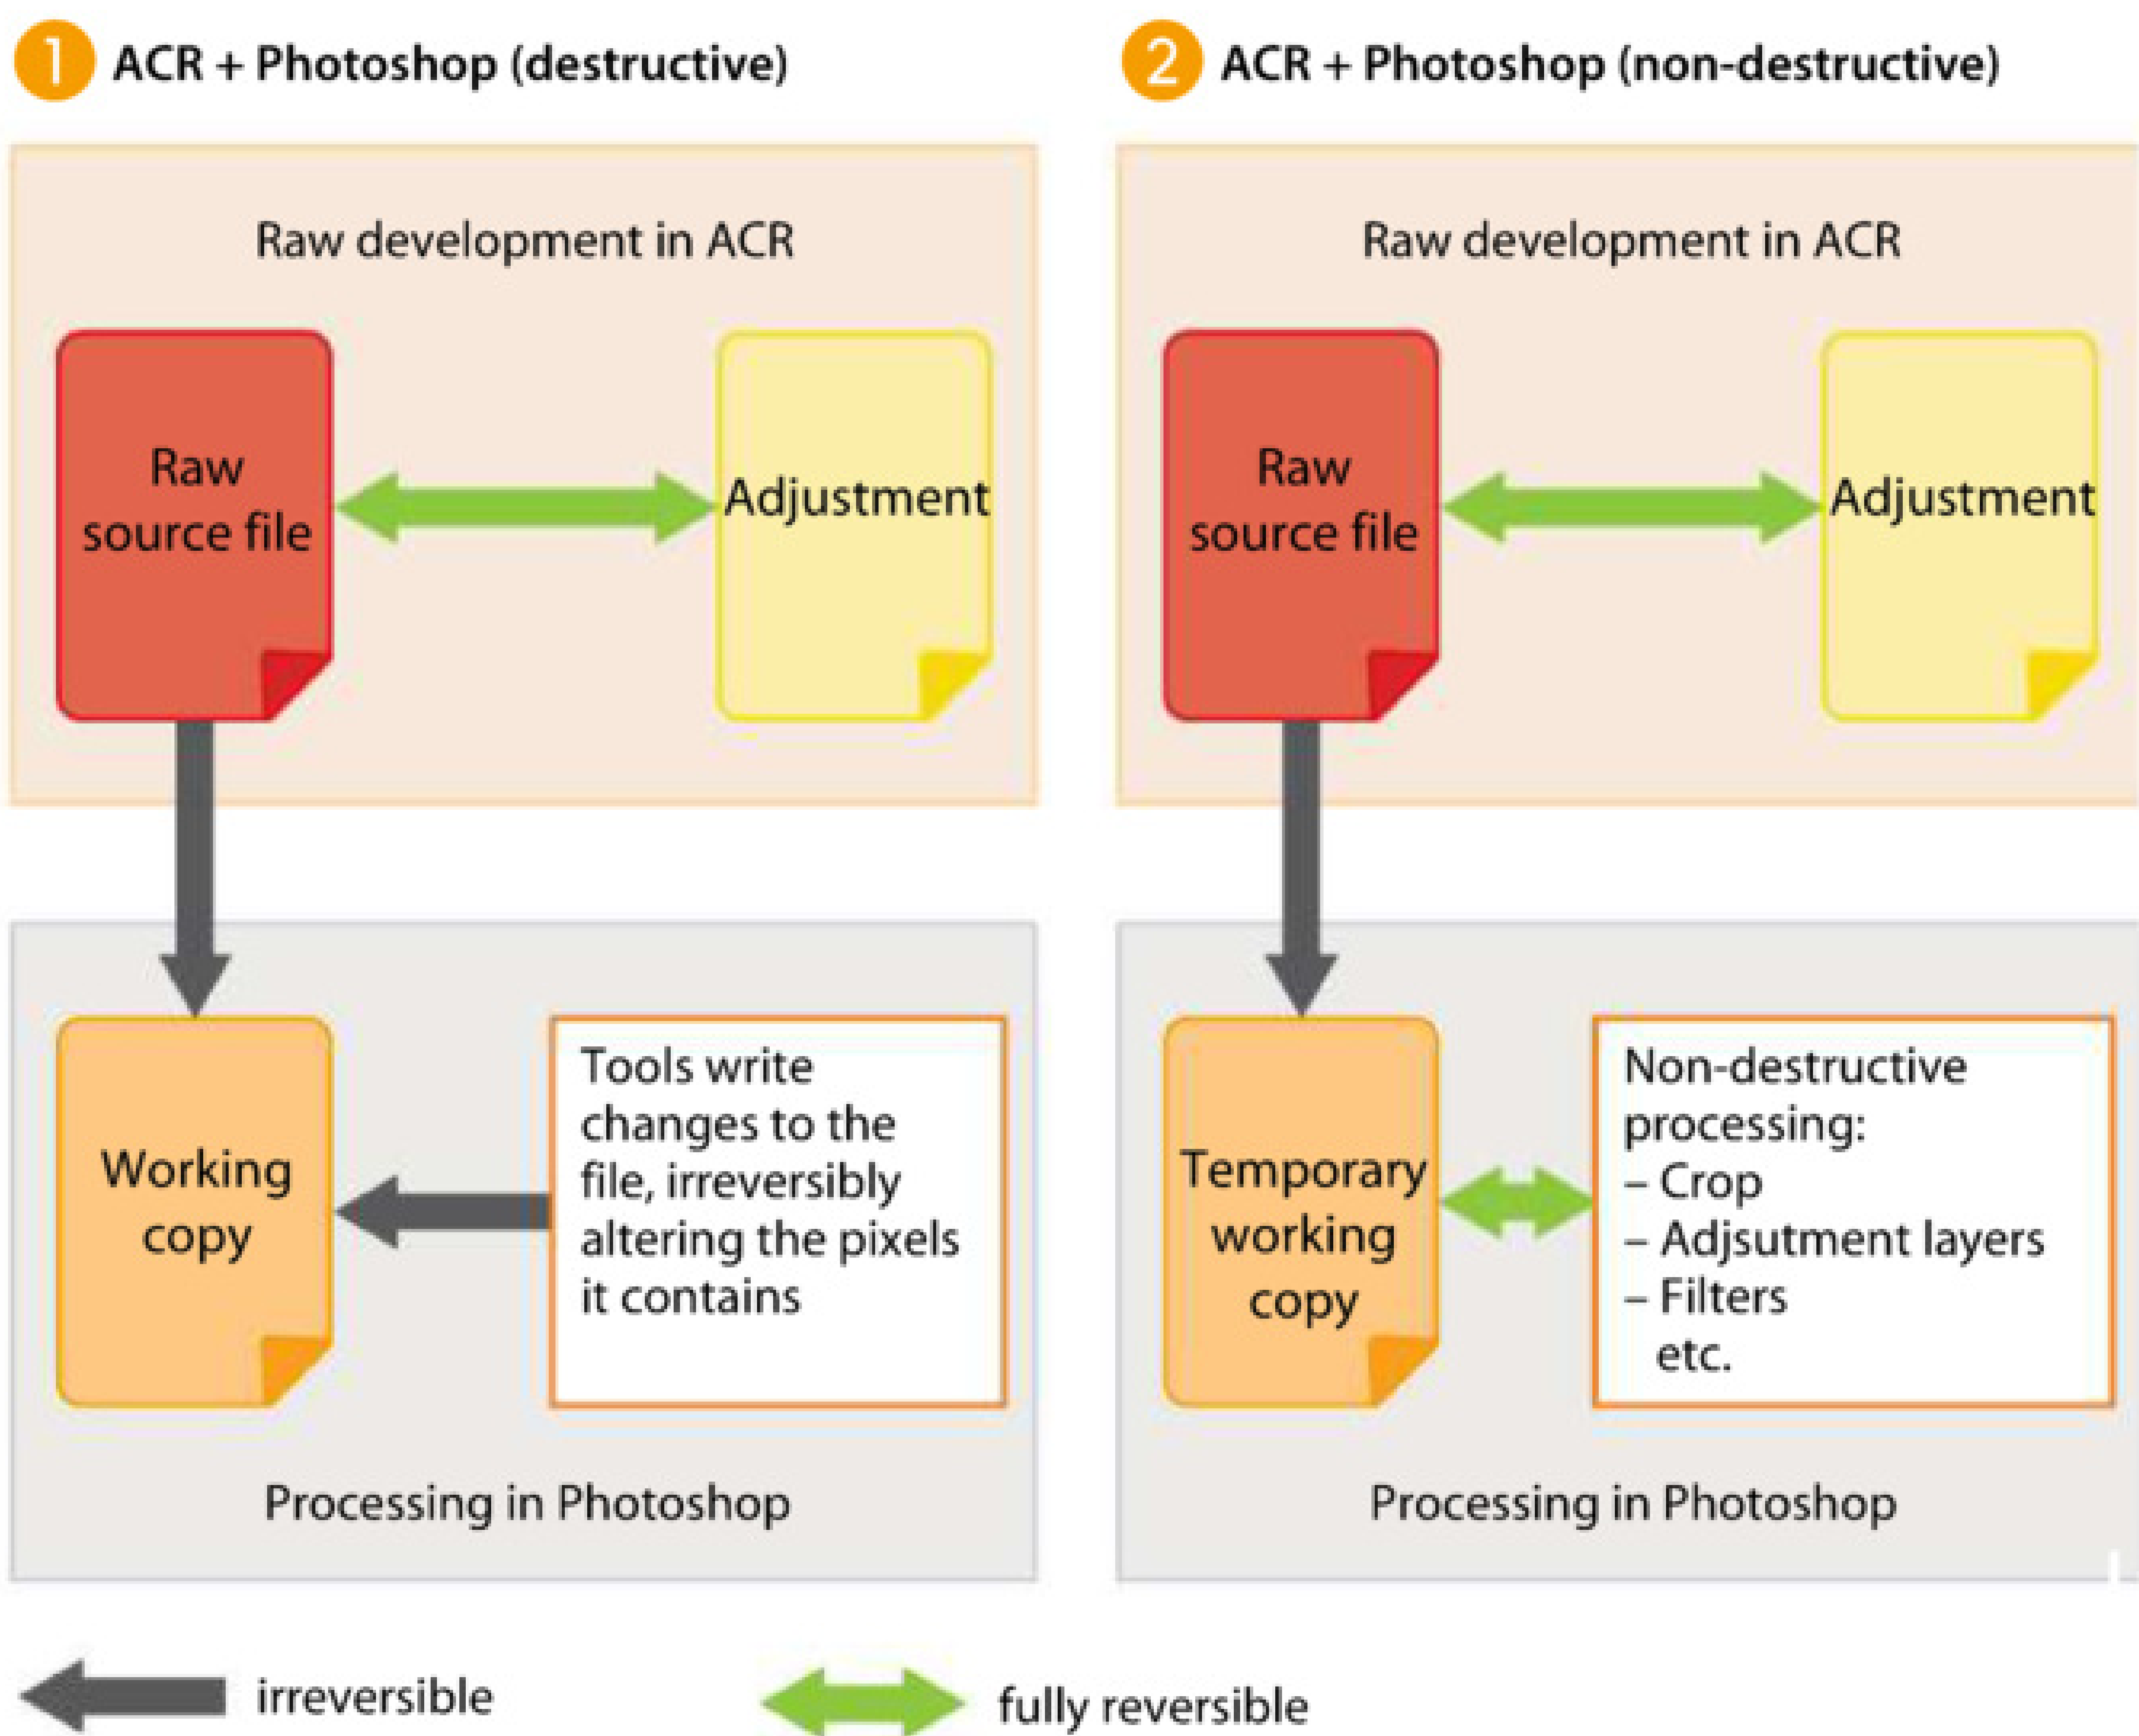 1 ACR + Photoshop (destructive)
Raw development in ACR
Raw
source file
Adjustment
Working
copy
Tools write
changes to the
file, irreversibly
altering the pixels
it contains
Processing in Photoshop
2 ACR + Photoshop (non-destructive)
Raw development in ACR
Raw
source file
Adjustment
Temporary
working
copy
Non-destructive
processing:
– Crop
– Adjsutment layers
– Filters
etc.
Processing in Photoshop
irreversible
fully reversible